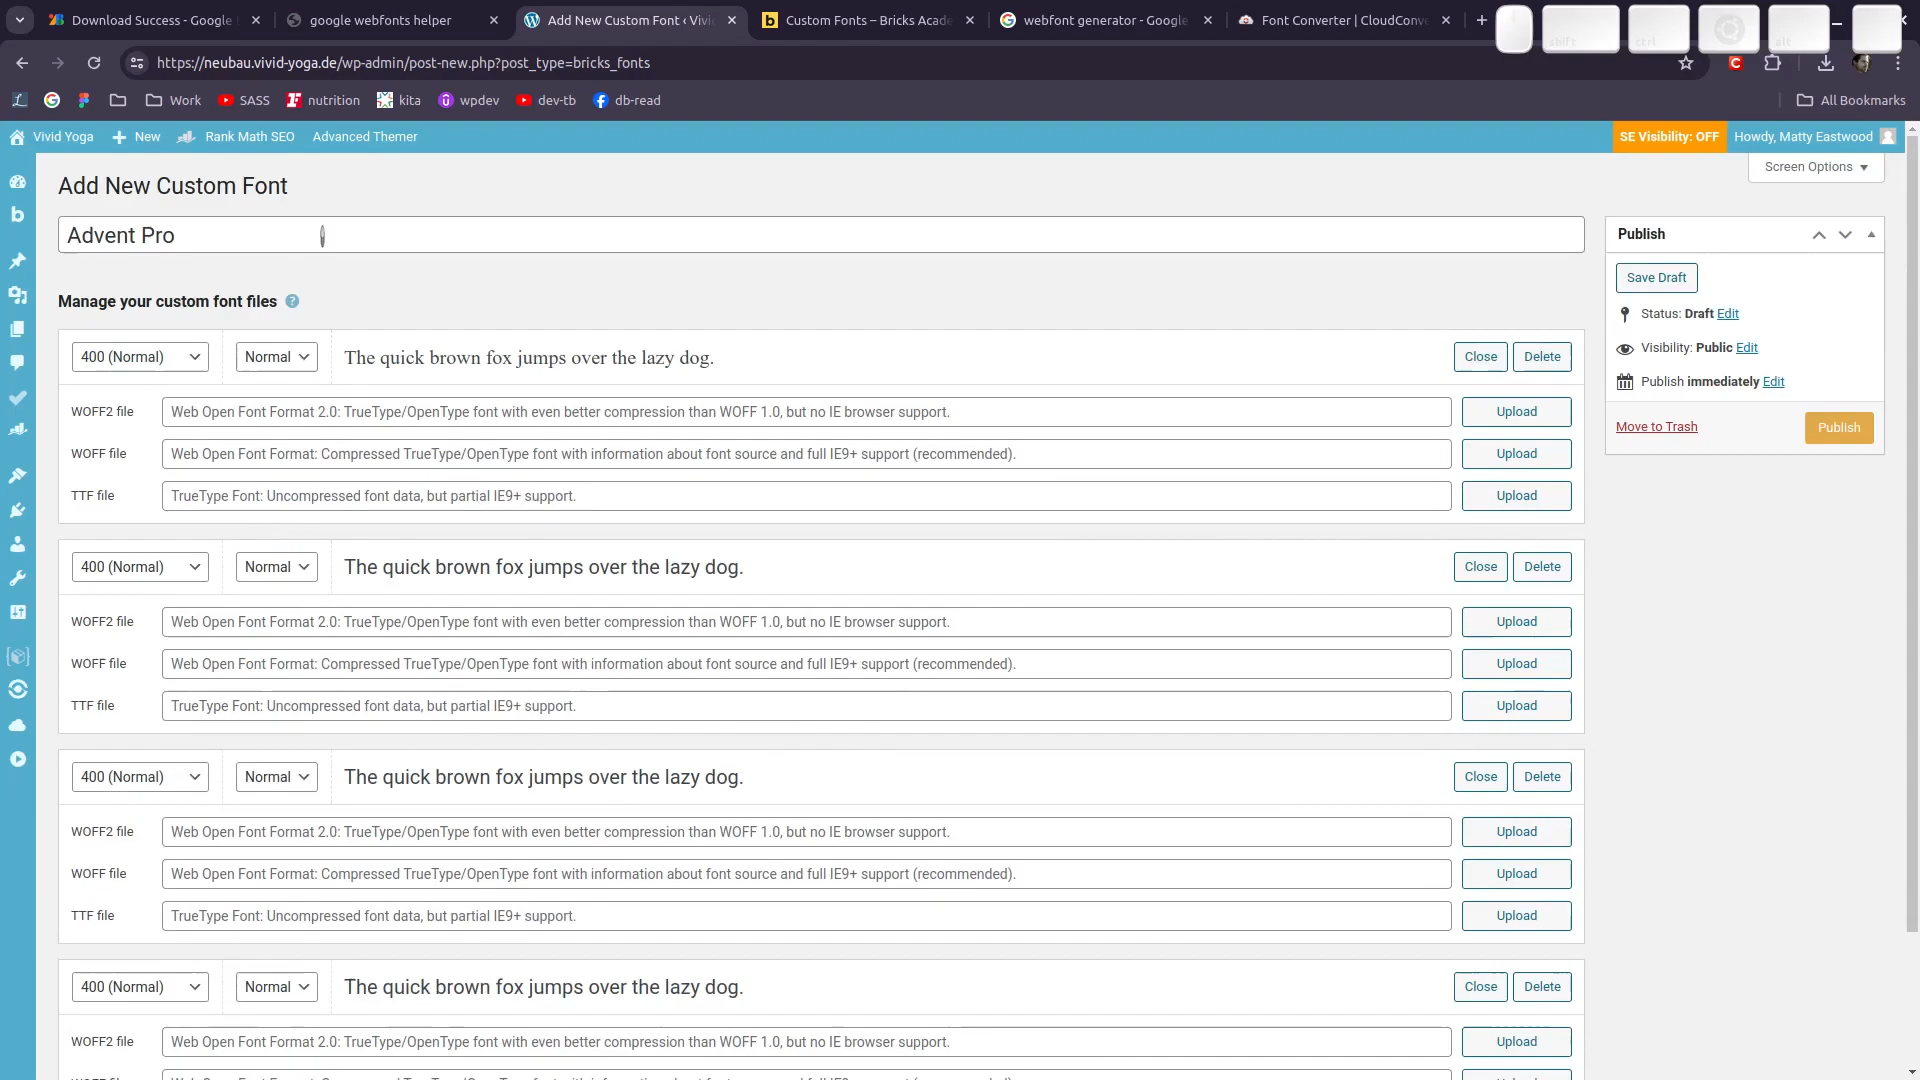 Download Success - Google
google webfonts helper
Add New Custom Font ‹ Vivi
Custom Fonts – Bricks Acade
webfont generator - Google
Font Converter | CloudConv
https://neubau.vivid-yoga.de/wp-admin/post-new.php?post_type=bricks_fonts
Work
SASS
nutrition
kita
wpdev
dev-tb
db-read
All Bookmarks
Vivid Yoga
New
Rank Math SEO
Advanced Themer
SE Visibility: OFF
Howdy, Matty Eastwood
Screen Options
Add New Custom Font
Advent Pro
Manage your custom font files ?
400 (Normal) Normal The quick brown fox jumps over the lazy dog. Close Delete
WOFF2 file Web Open Font Format 2.0: TrueType/OpenType font with even better compression than WOFF 1.0, but no IE browser support. Upload
WOFF file Web Open Font Format: Compressed TrueType/OpenType font with information about font source and full IE9+ support (recommended). Upload
TTF file TrueType Font: Uncompressed font data, but partial IE9+ support. Upload
400 (Normal) Normal The quick brown fox jumps over the lazy dog. Close Delete
WOFF2 file Web Open Font Format 2.0: TrueType/OpenType font with even better compression than WOFF 1.0, but no IE browser support. Upload
WOFF file Web Open Font Format: Compressed TrueType/OpenType font with information about font source and full IE9+ support (recommended). Upload
TTF file TrueType Font: Uncompressed font data, but partial IE9+ support. Upload
400 (Normal) Normal The quick brown fox jumps over the lazy dog. Close Delete
WOFF2 file Web Open Font Format 2.0: TrueType/OpenType font with even better compression than WOFF 1.0, but no IE browser support. Upload
WOFF file Web Open Font Format: Compressed TrueType/OpenType font with information about font source and full IE9+ support (recommended). Upload
TTF file TrueType Font: Uncompressed font data, but partial IE9+ support. Upload
400 (Normal) Normal The quick brown fox jumps over the lazy dog. Close Delete
WOFF2 file Web Open Font Format 2.0: TrueType/OpenType font with even better compression than WOFF 1.0, but no IE browser support. Upload
Publish
Save Draft
Status: Draft Edit
Visibility: Public Edit
Publish immediately Edit
Move to Trash
Publish